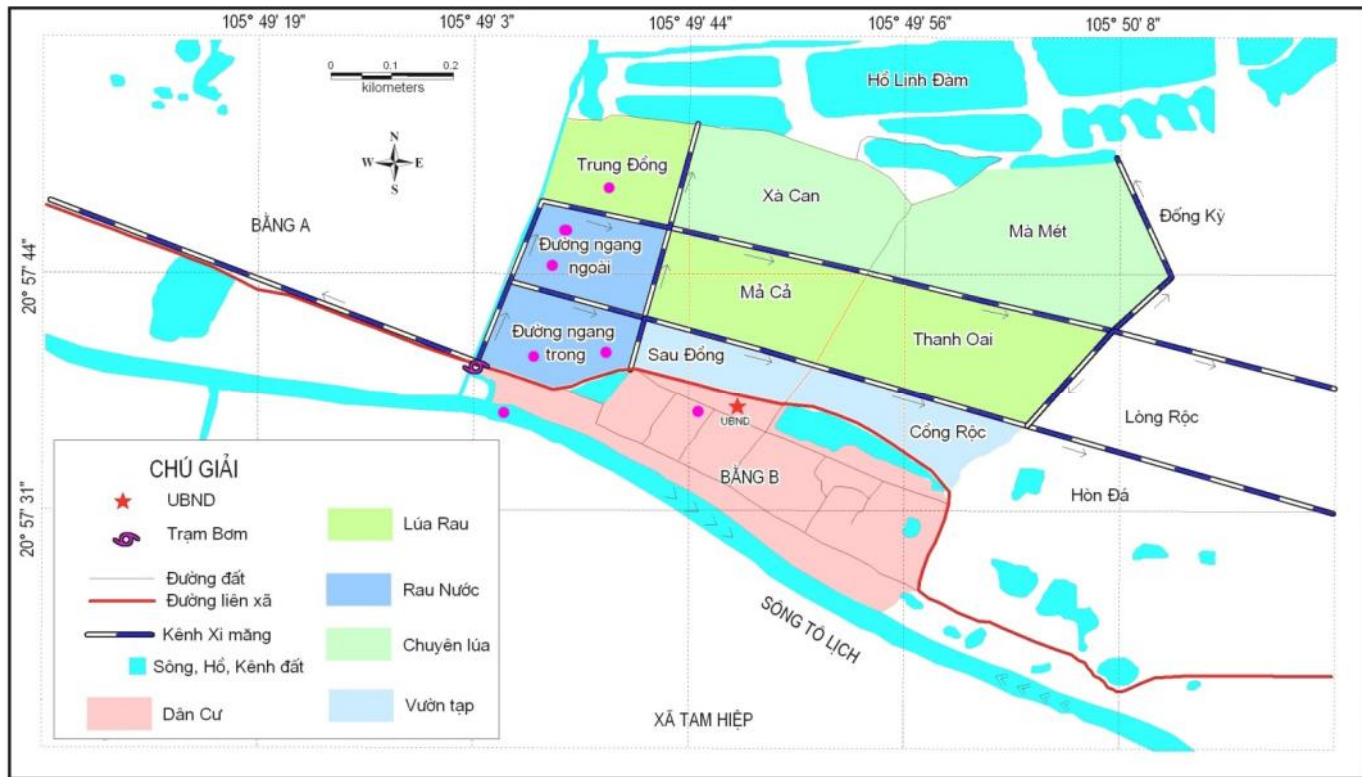 105° 49' 19"
105° 49' 3"
105° 49' 44"
105° 49' 56"
105° 50' 8"
0 0.1 0.2
kilometers
Hồ Linh Đàm
N
W E
S
Trung Đồng
Xà Can
BẰNG A
Đống Kỳ
Mà Mét
Đường ngang
ngoài
20° 57' 44"
Mả Cả
Đường ngang
trong
Sau Đồng
Thanh Oai
Lòng Rộc
UBND
Cổng Rộc
BẰNG B
Hòn Đá
20° 57' 31"
SÔNG TÔ LỊCH
XÃ TAM HIỆP
CHÚ GIẢI
UBND
Trạm Bơm
Đường đất
Đường liên xã
Kênh Xi măng
Sông, Hồ, Kênh đất
Dân Cư
Lúa Rau
Rau Nước
Chuyên lúa
Vườn tạp